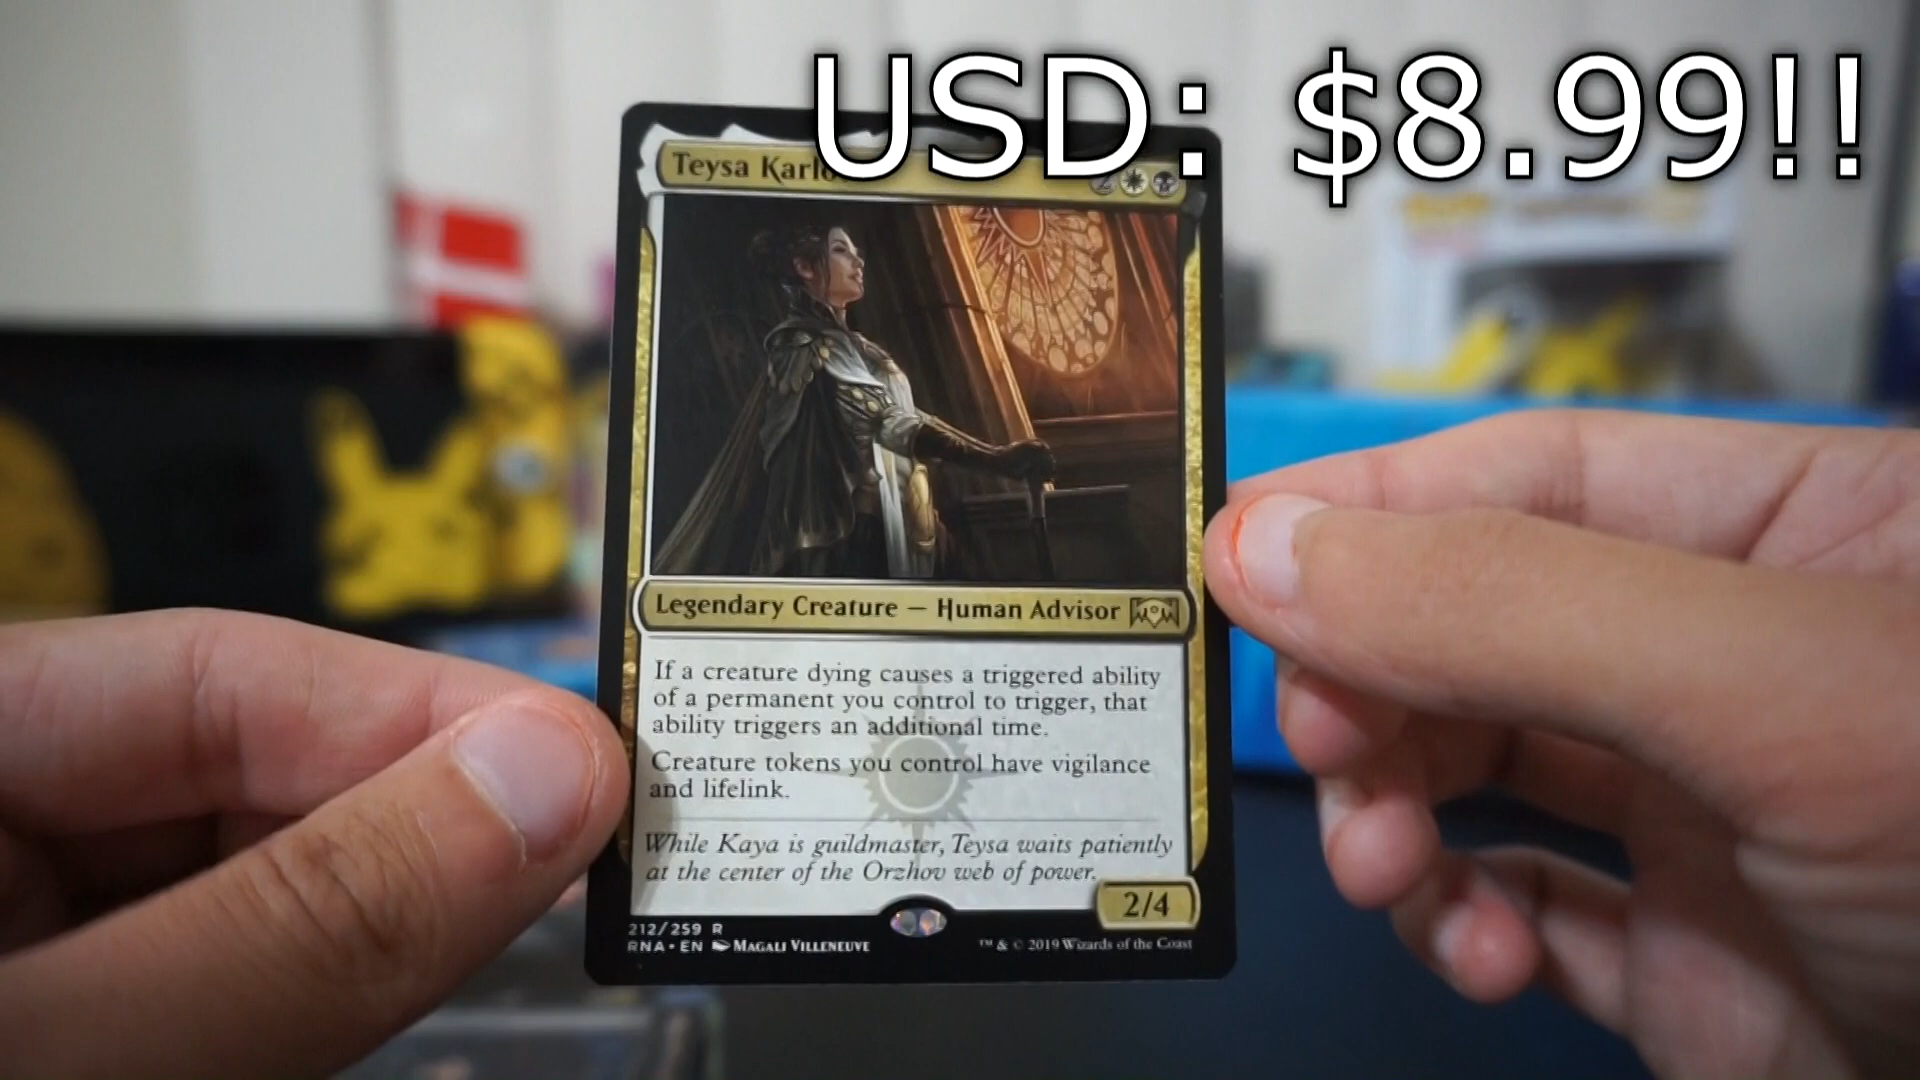 USD: $8.99!!
Teysa Karlo
2
Legendary Creature — Human Advisor
If a creature dying causes a triggered ability
of a permanent you control to trigger, that
ability triggers an additional time.
Creature tokens you control have vigilance
and lifelink.
While Kaya is guildmaster, Teysa waits patiently
at the center of the Orzhov web of power.
2/4
212/259 R
RNA • EN MAGALI VILLENEUVE
™ & © 2019 Wizards of the Coast